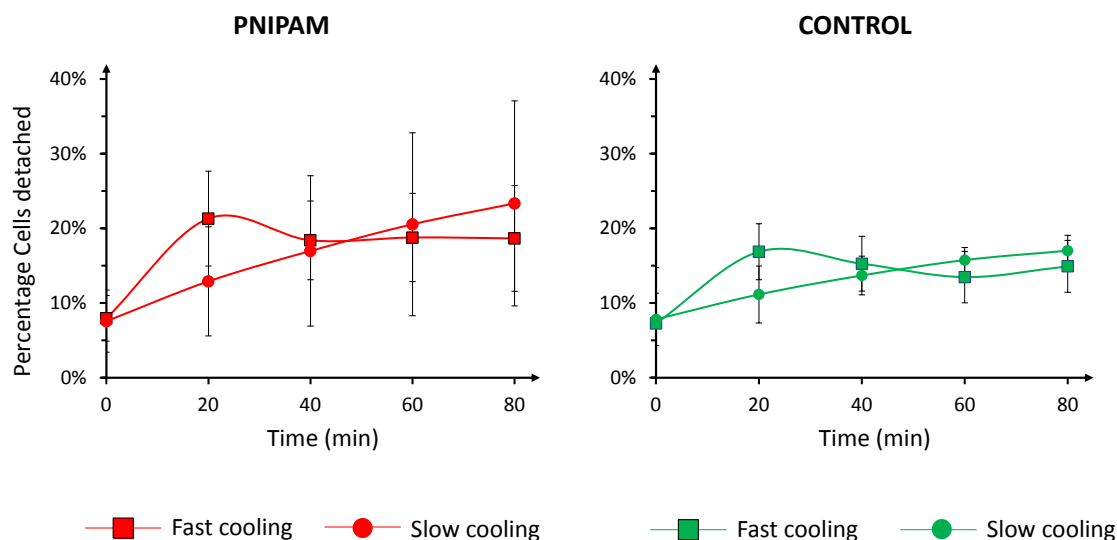 PNIPAM
CONTROL
Percentage Cells detached
40%
30%
20%
10%
0%
0 20 40 60 80
Time (min)
40%
30%
20%
10%
0%
0 20 40 60 80
Time (min)
Fast cooling Slow cooling
Fast cooling Slow cooling